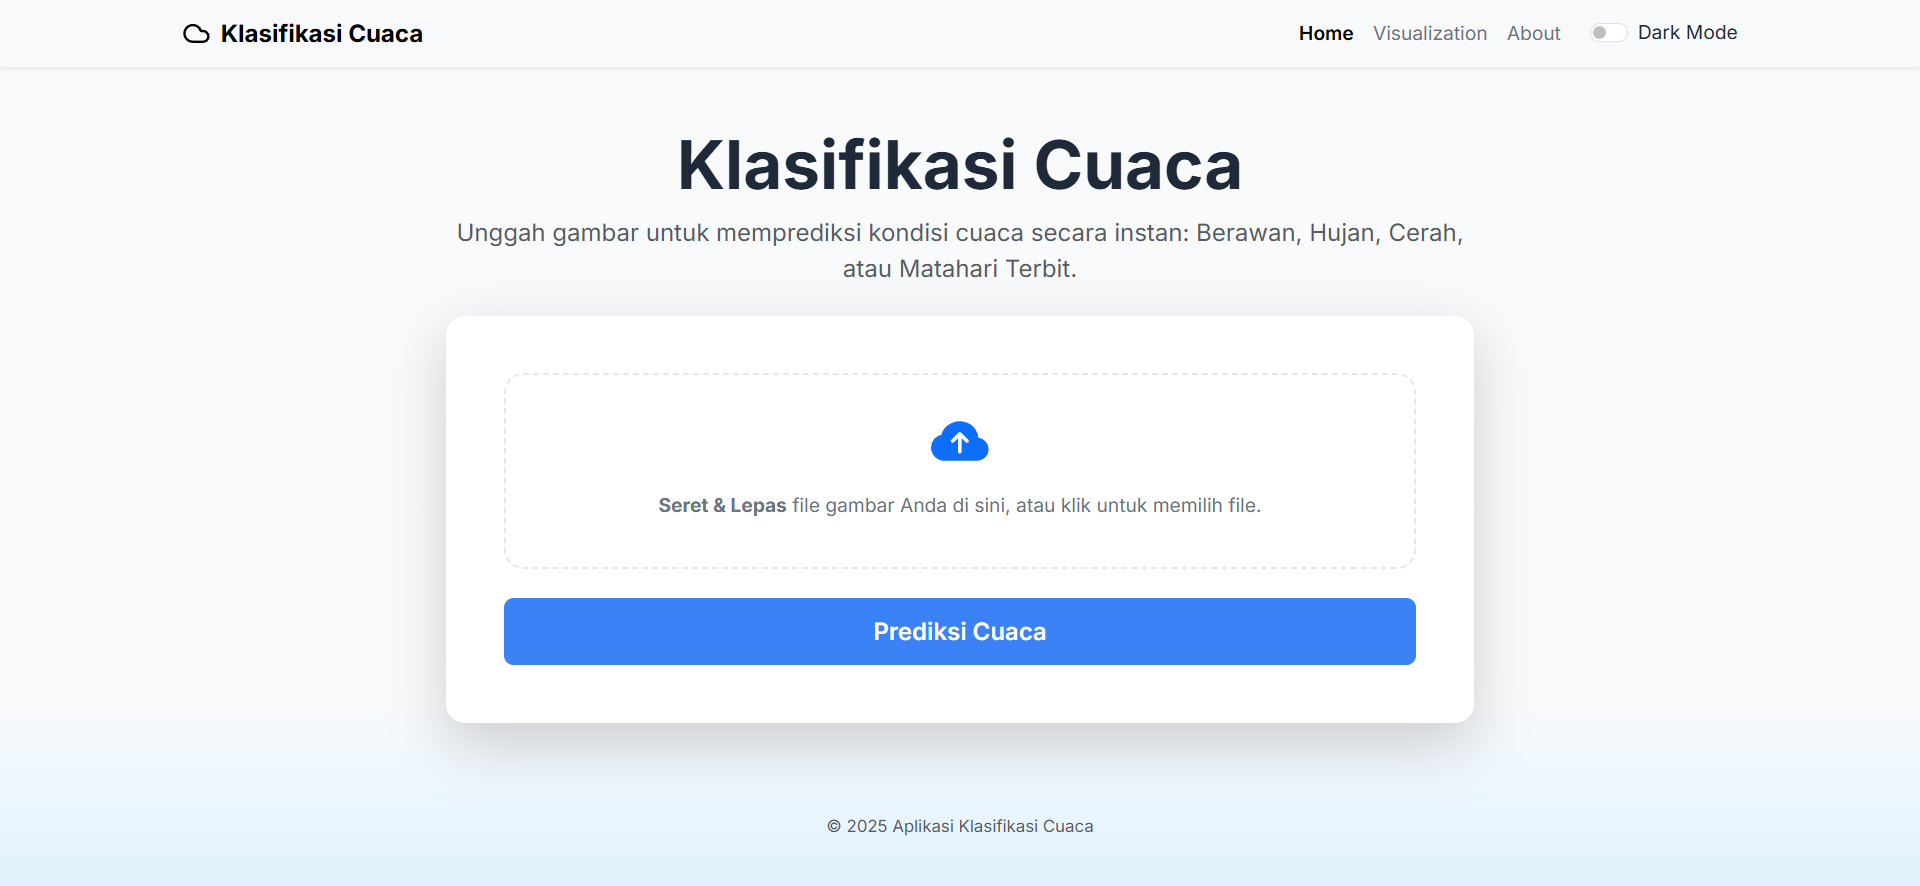 Klasifikasi Cuaca
Home Visualization About Dark Mode
Klasifikasi Cuaca
Unggah gambar untuk memprediksi kondisi cuaca secara instan: Berawan, Hujan, Cerah,
atau Matahari Terbit.
Seret & Lepas file gambar Anda di sini, atau klik untuk memilih file.
Prediksi Cuaca
© 2025 Aplikasi Klasifikasi Cuaca